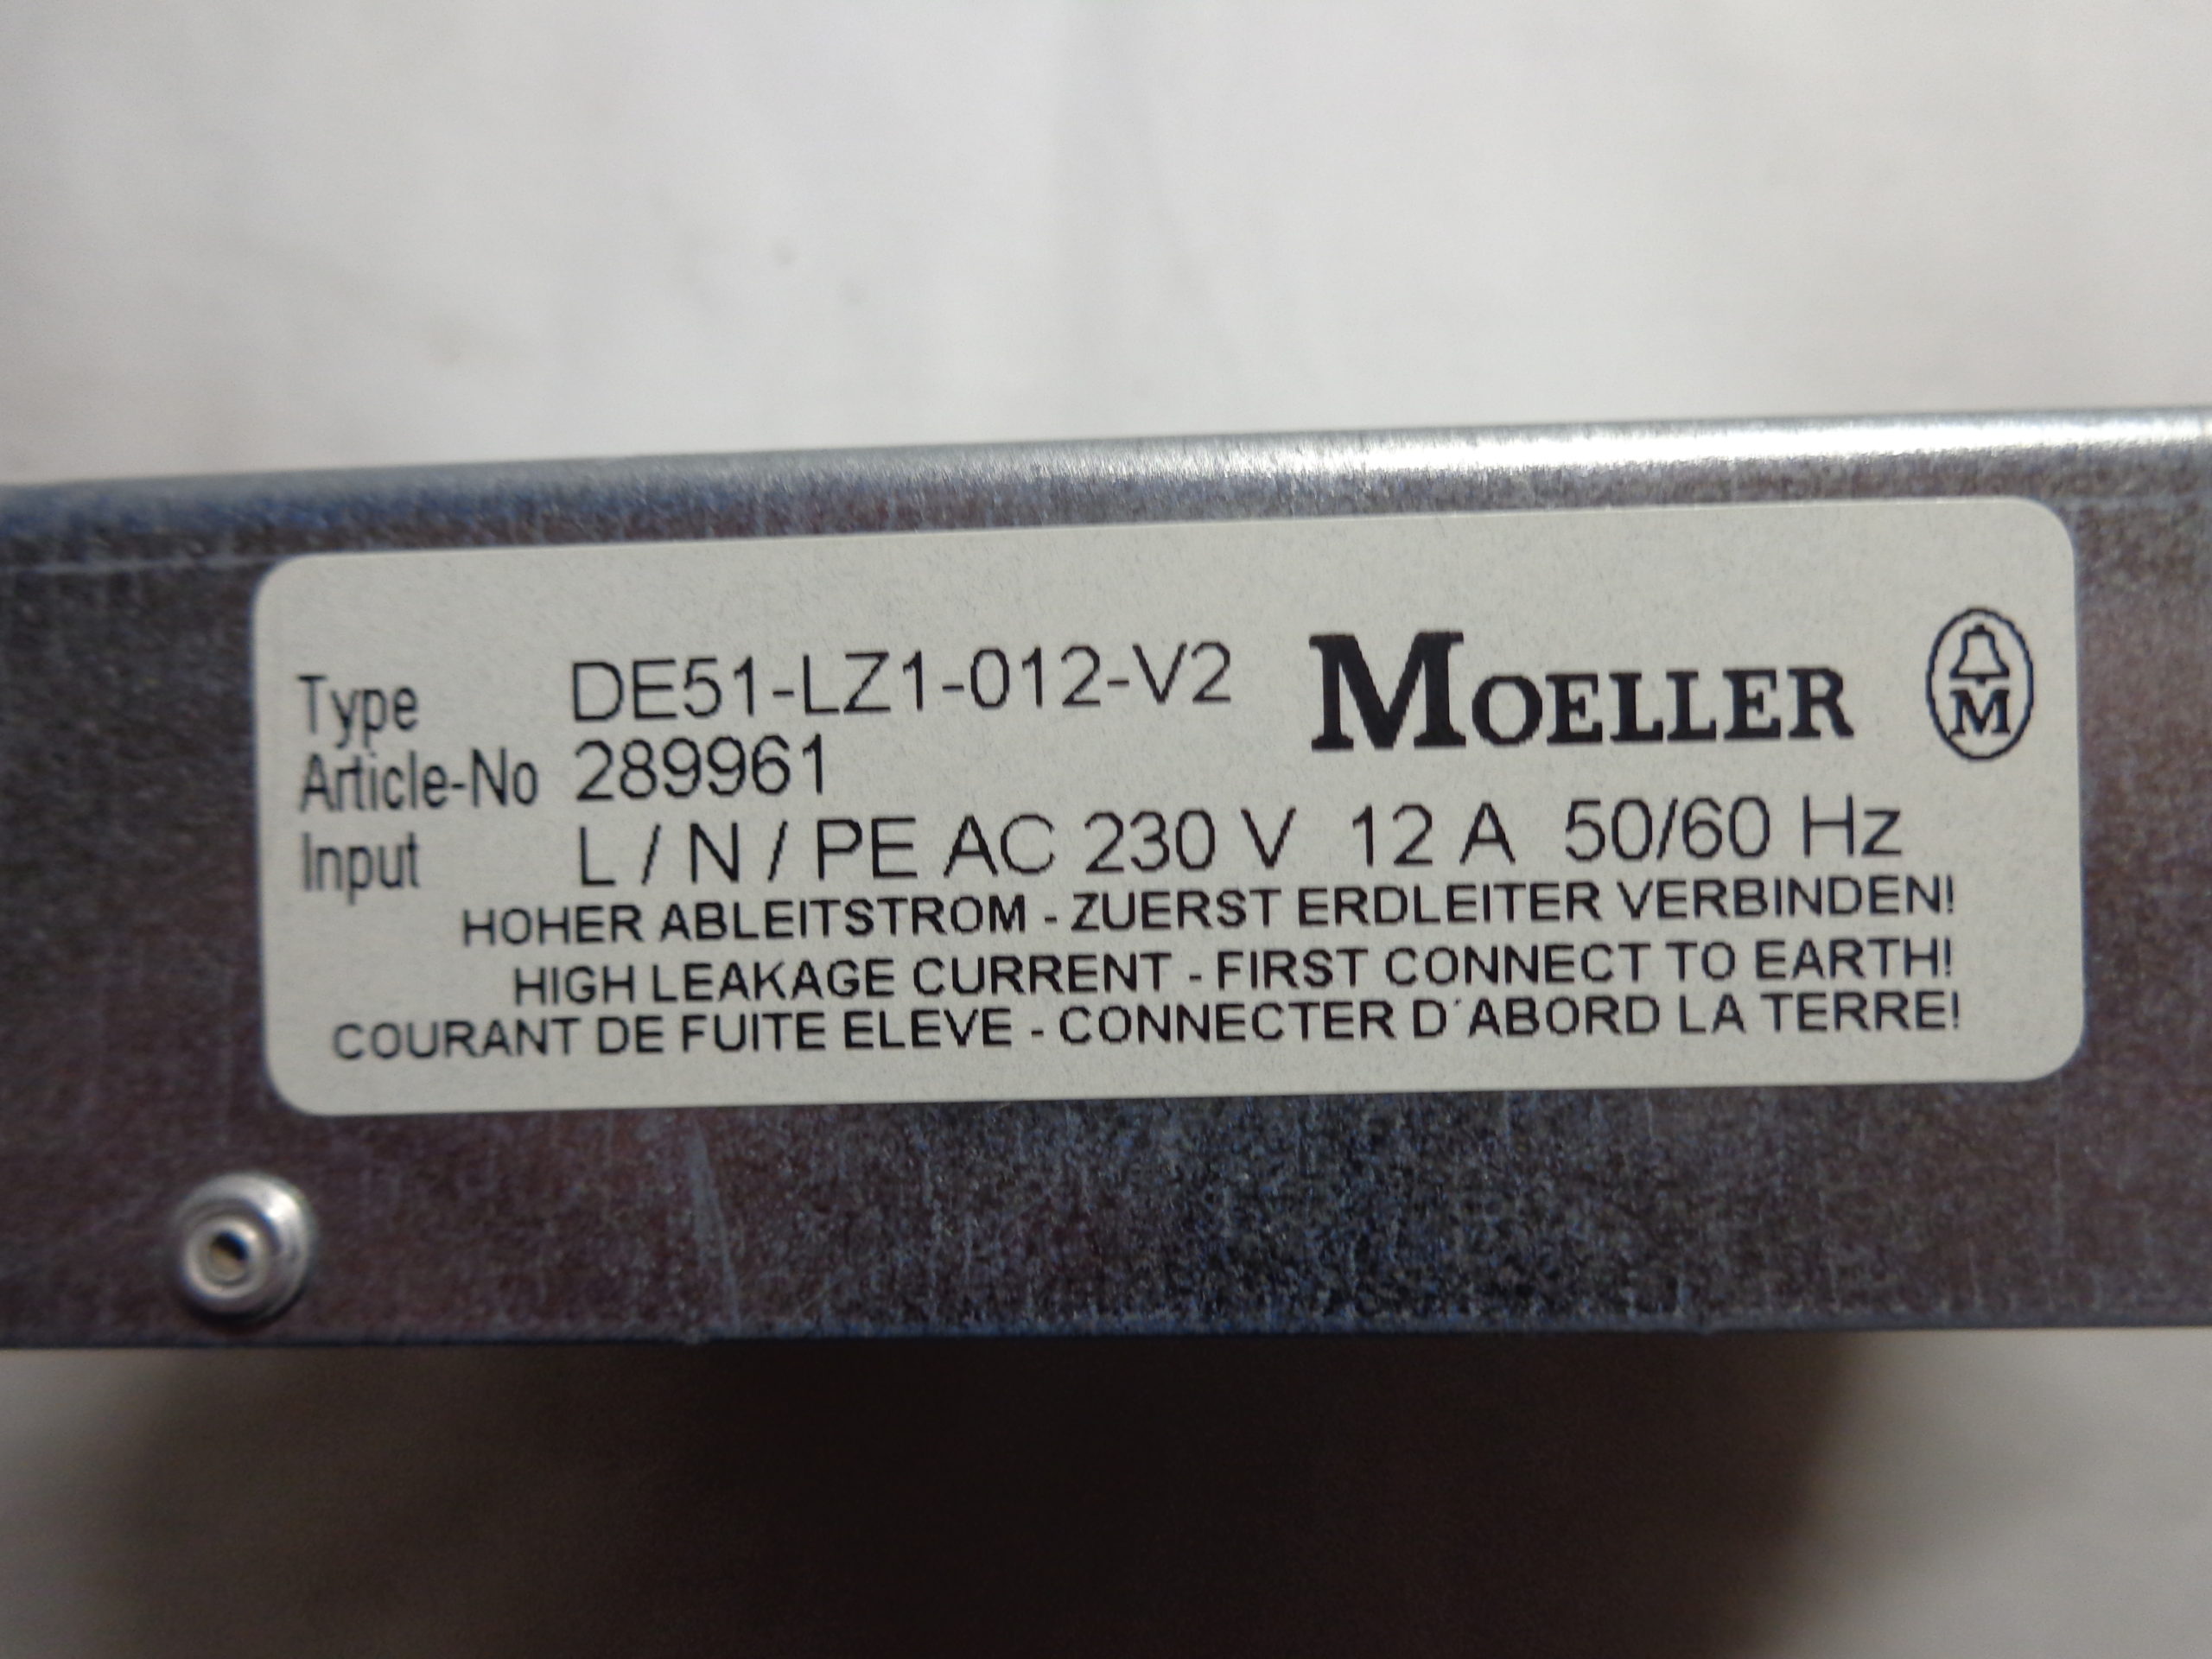 Type DE51-LZ1-012-V2 MOELLER M
Article-No 289961
Input L / N / PE AC 230 V 12 A 50/60 Hz
HOHER ABLEITSTROM - ZUERST ERDLEITER VERBINDEN!
HIGH LEAKAGE CURRENT - FIRST CONNECT TO EARTH!
COURANT DE FUITE ELEVE - CONNECTER D´ABORD LA TERRE!